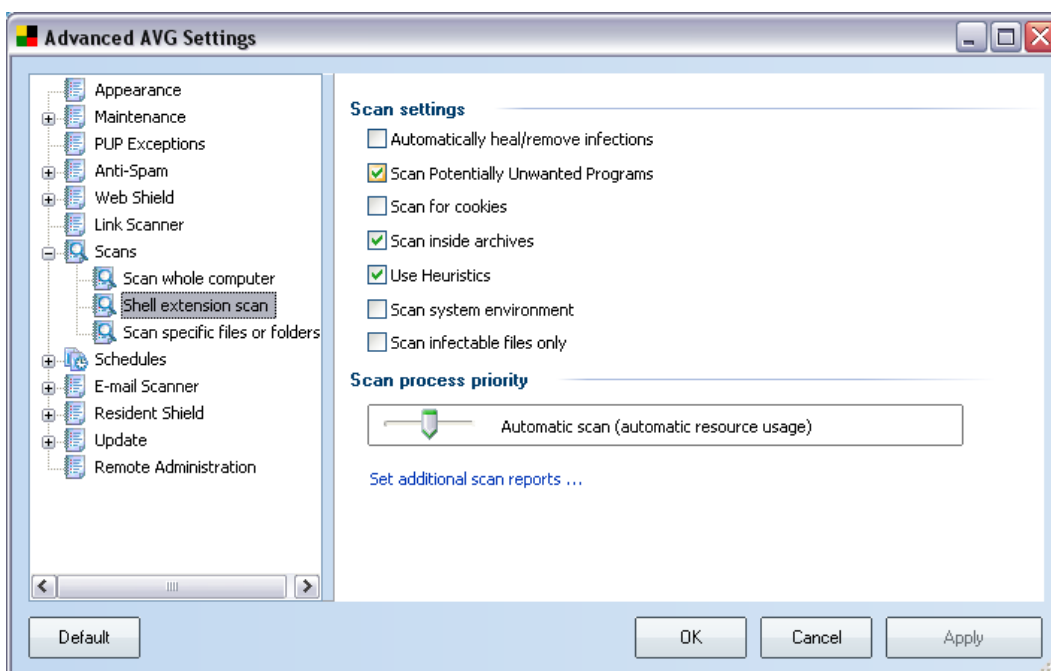 Advanced AVG Settings
Appearance
Maintenance
PUP Exceptions
Anti-Spam
Web Shield
Link Scanner
Scans
Scan whole computer
Shell extension scan
Scan specific files or folders
Schedules
E-mail Scanner
Resident Shield
Update
Remote Administration
Scan settings
Automatically heal/remove infections
Scan Potentially Unwanted Programs
Scan for cookies
Scan inside archives
Use Heuristics
Scan system environment
Scan infectable files only
Scan process priority
Automatic scan (automatic resource usage)
Set additional scan reports ...
Default
OK
Cancel
Apply